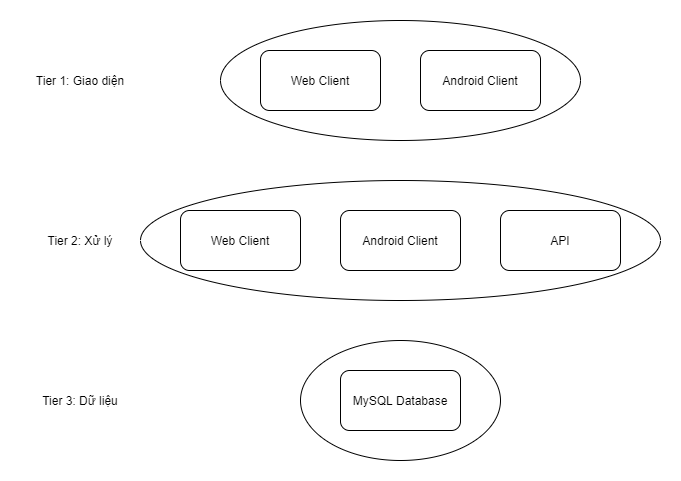 Tier 1: Giao diện
Web Client
Android Client
Tier 2: Xử lý
Web Client
Android Client
API
Tier 3: Dữ liệu
MySQL Database